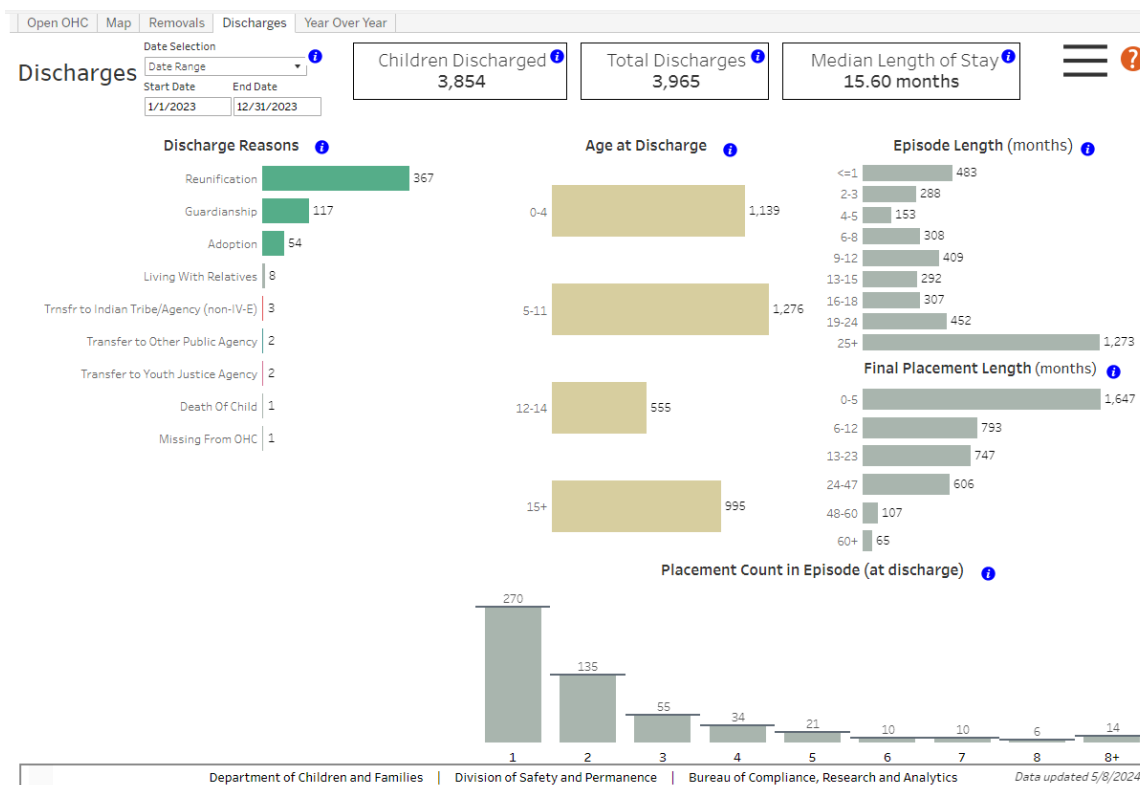 Open OHC Map Removals Discharges Year Over Year
Discharges
Date Selection
Date Range
Start Date End Date
1/1/2023 12/31/2023
Children Discharged
3,854
Total Discharges
3,965
Median Length of Stay
15.60 months
?
Discharge Reasons
Reunification 367
Guardianship 117
Adoption 54
Living With Relatives 8
Trnsfr to Indian Tribe/Agency (non-IV-E) 3
Transfer to Other Public Agency 2
Transfer to Youth Justice Agency 2
Death Of Child 1
Missing From OHC 1
Age at Discharge
0-4 1,139
5-11 1,276
12-14 555
15+ 995
Episode Length (months)
<=1 483
2-3 288
4-5 153
6-8 308
9-12 409
13-15 292
16-18 307
19-24 452
25+ 1,273
Final Placement Length (months)
0-5 1,647
6-12 793
13-23 747
24-47 606
48-60 107
60+ 65
Placement Count in Episode (at discharge)
270 135 55 34 21 10 10 6 14
1 2 3 4 5 6 7 8 8+
Department of Children and Families | Division of Safety and Permanence | Bureau of Compliance, Research and Analytics
Data updated 5/8/2024